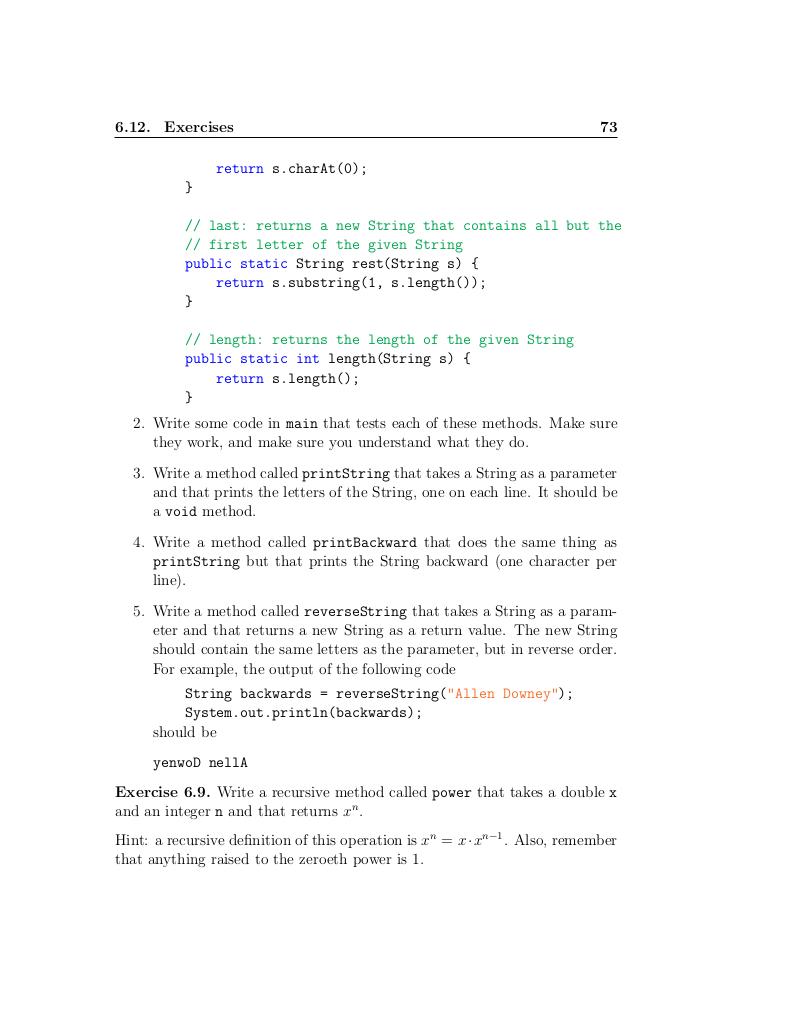 6.12. Exercises 73
return s.charAt(0);
}
// last: returns a new String that contains all but the
// first letter of the given String
public static String rest(String s) {
return s.substring(1, s.length());
}
// length: returns the length of the given String
public static int length(String s) {
return s.length();
}
2. Write some code in main that tests each of these methods. Make sure
they work, and make sure you understand what they do.
3. Write a method called printString that takes a String as a parameter
and that prints the letters of the String, one on each line. It should be
a void method.
4. Write a method called printBackward that does the same thing as
printString but that prints the String backward (one character per
line).
5. Write a method called reverseString that takes a String as a param-
eter and that returns a new String as a return value. The new String
should contain the same letters as the parameter, but in reverse order.
For example, the output of the following code
String backwards = reverseString("Allen Downey");
System.out.println(backwards);
should be
yenwoD nellA
Exercise 6.9. Write a recursive method called power that takes a double x
and an integer n and that returns xⁿ.
Hint: a recursive definition of this operation is xⁿ = x·xⁿ⁻¹. Also, remember
that anything raised to the zeroeth power is 1.